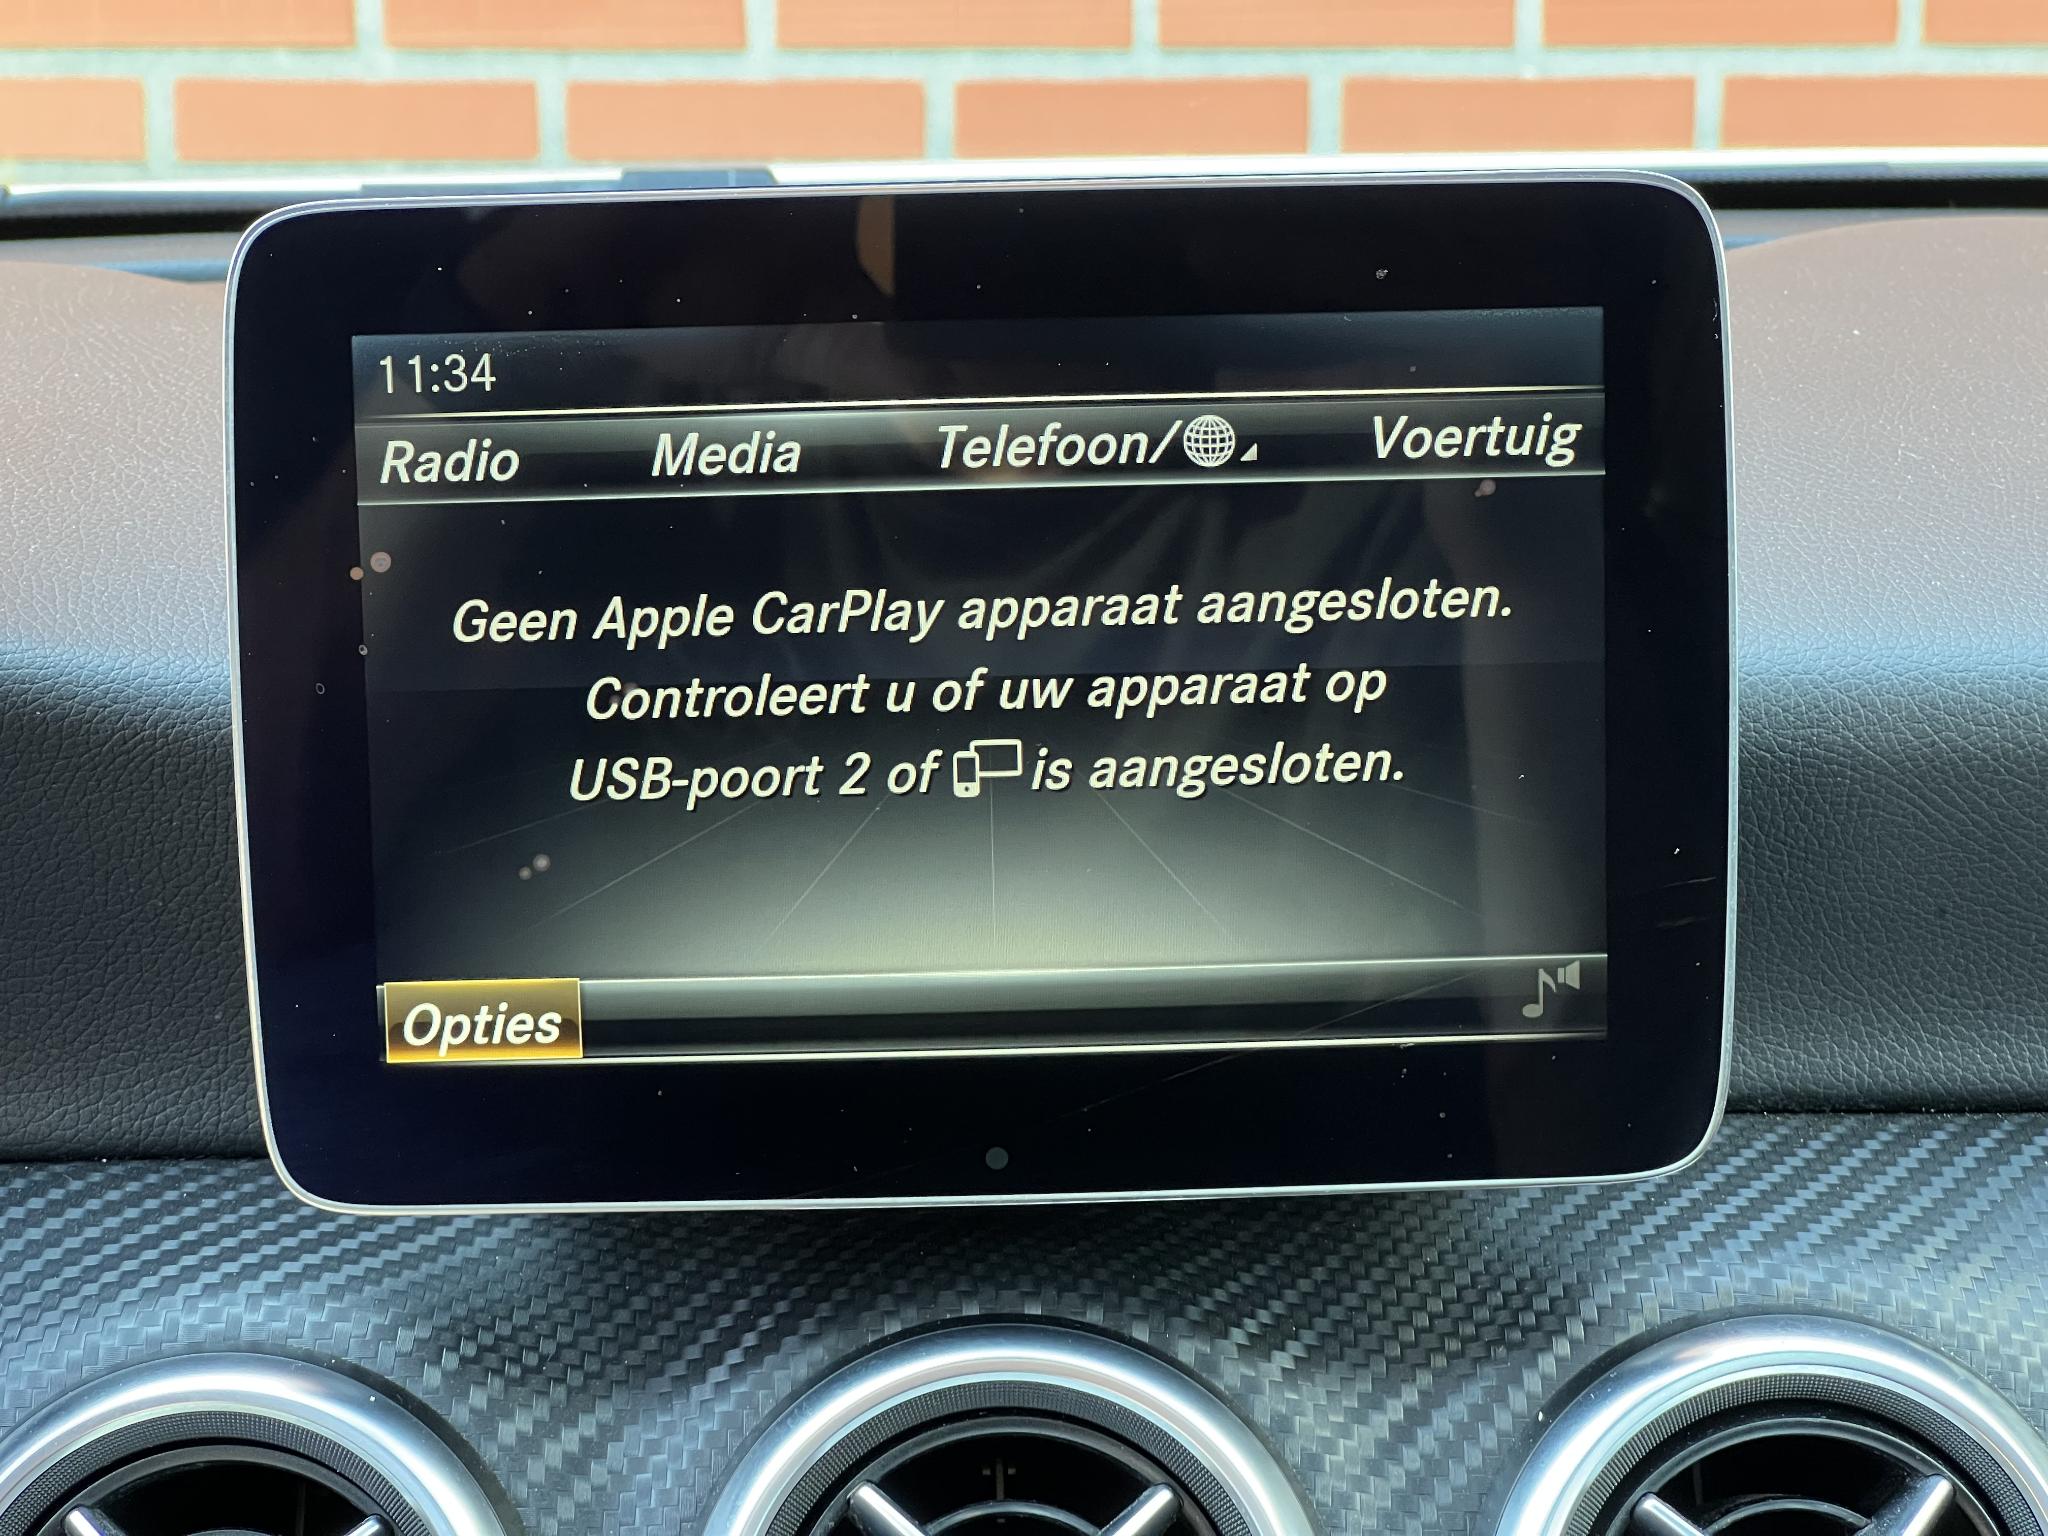 11:34
Radio Media Telefoon/ Voertuig
Geen Apple CarPlay apparaat aangesloten.
Controleert u of uw apparaat op
USB-poort 2 of is aangesloten.
Opties